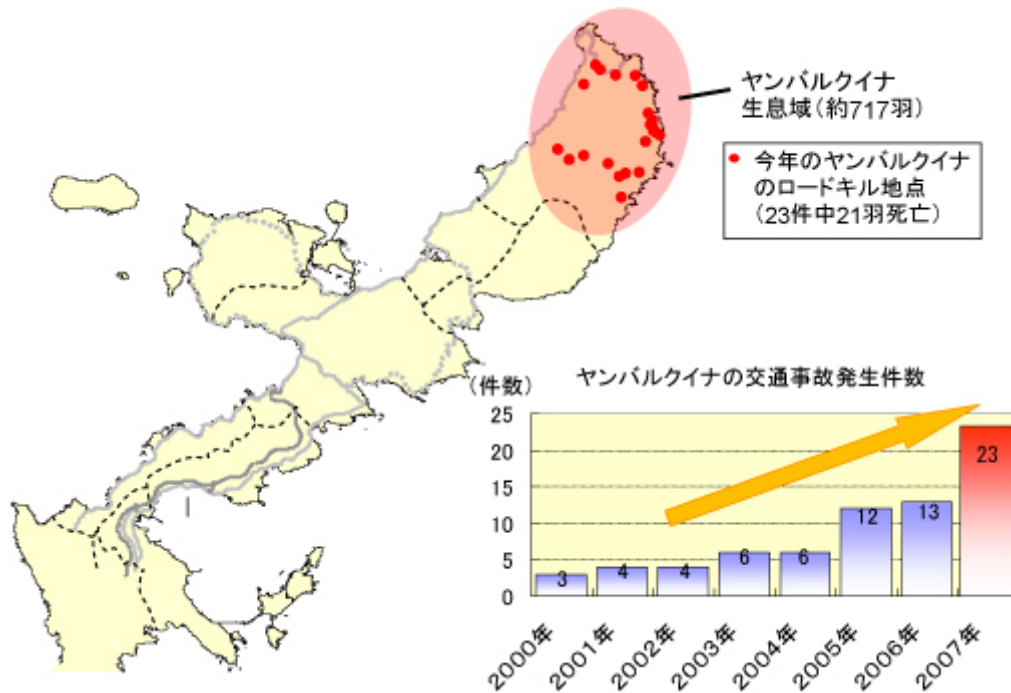 ヤンバルクイナ
生息域(約717羽)
今年のヤンバルクイナ
のロードキル地点
(23件中21羽死亡)
ヤンバルクイナの交通事故発生件数
(件数)
25
20
15
10
5
0
3
4
4
6
6
12
13
23
2000年
2001年
2002年
2003年
2004年
2005年
2006年
2007年